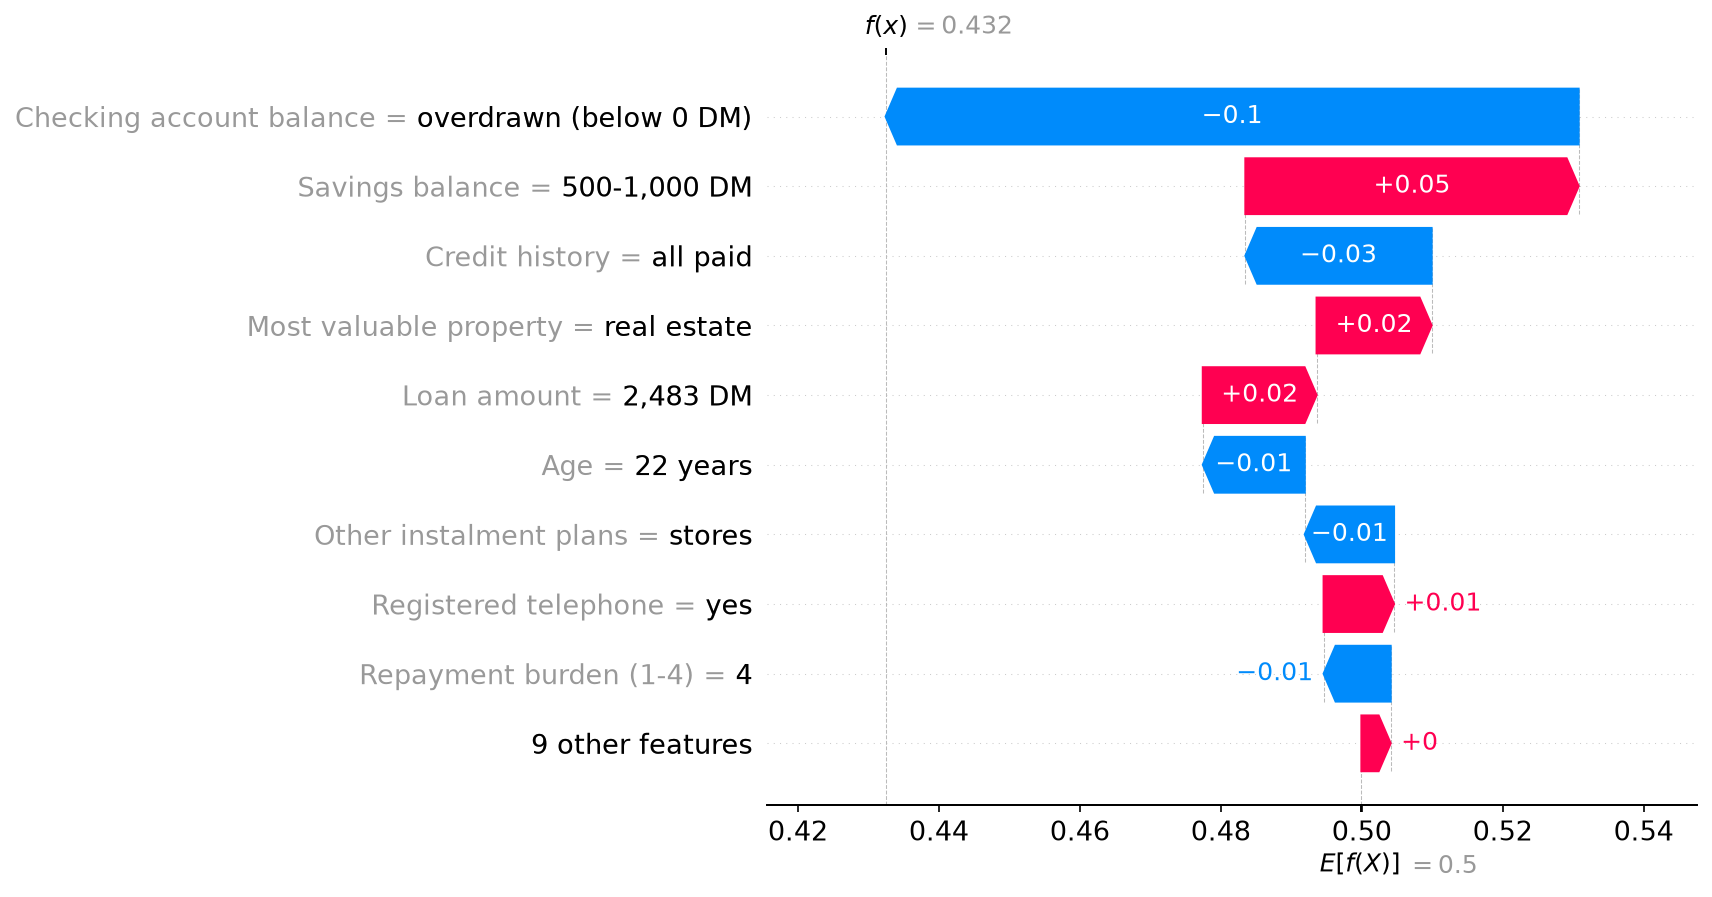 f(x) = 0.432
Checking account balance = overdrawn (below 0 DM) −0.1
Savings balance = 500-1,000 DM +0.05
Credit history = all paid −0.03
Most valuable property = real estate +0.02
Loan amount = 2,483 DM +0.02
Age = 22 years −0.01
Other instalment plans = stores −0.01
Registered telephone = yes +0.01
Repayment burden (1-4) = 4 −0.01
9 other features +0
0.42 0.44 0.46 0.48 0.50 0.52 0.54
E[f(X)] = 0.5